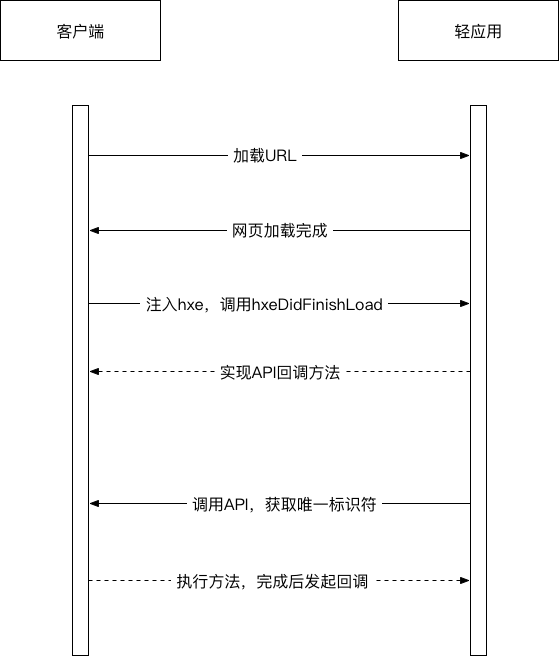 客户端
轻应用
加载URL
网页加载完成
注入hxe，调用hxeDidFinishLoad
实现API回调方法
调用API，获取唯一标识符
执行方法，完成后发起回调